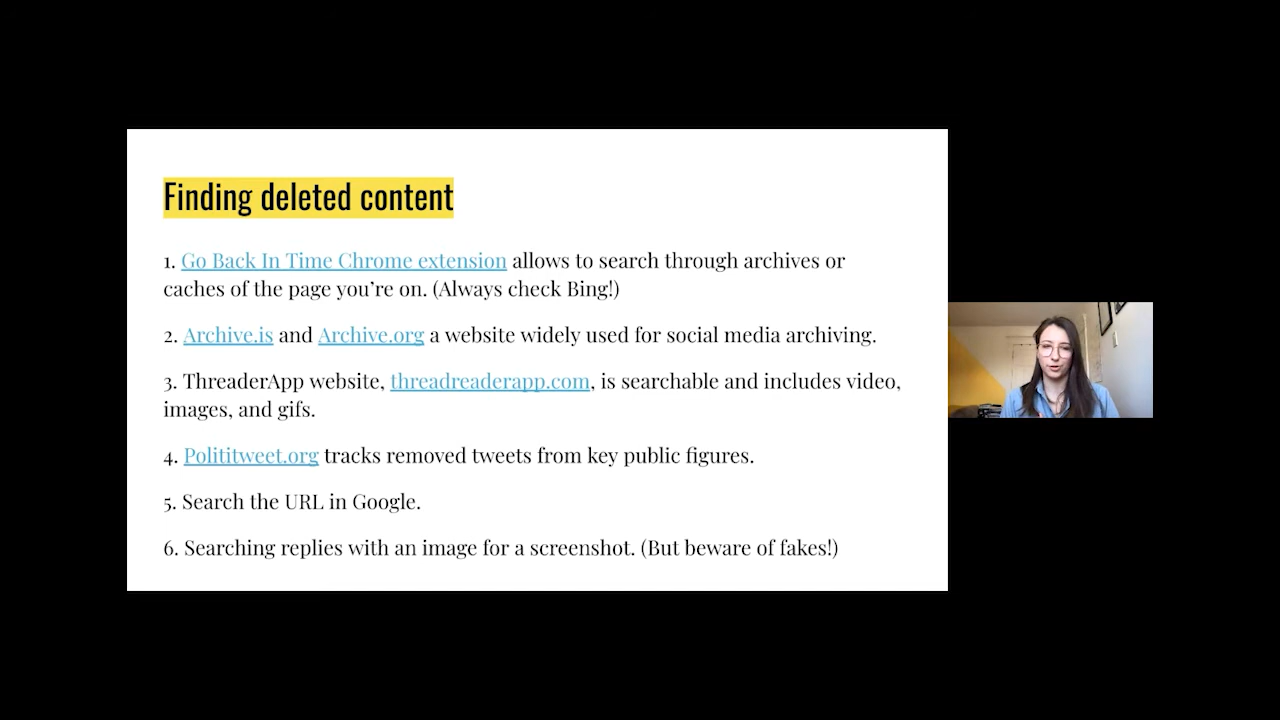 Finding deleted content
1. Go Back In Time Chrome extension allows to search through archives or
caches of the page you’re on. (Always check Bing!)
2. Archive.is and Archive.org a website widely used for social media archiving.
3. ThreaderApp website, threadreaderapp.com, is searchable and includes video,
images, and gifs.
4. Polititweet.org tracks removed tweets from key public figures.
5. Search the URL in Google.
6. Searching replies with an image for a screenshot. (But beware of fakes!)